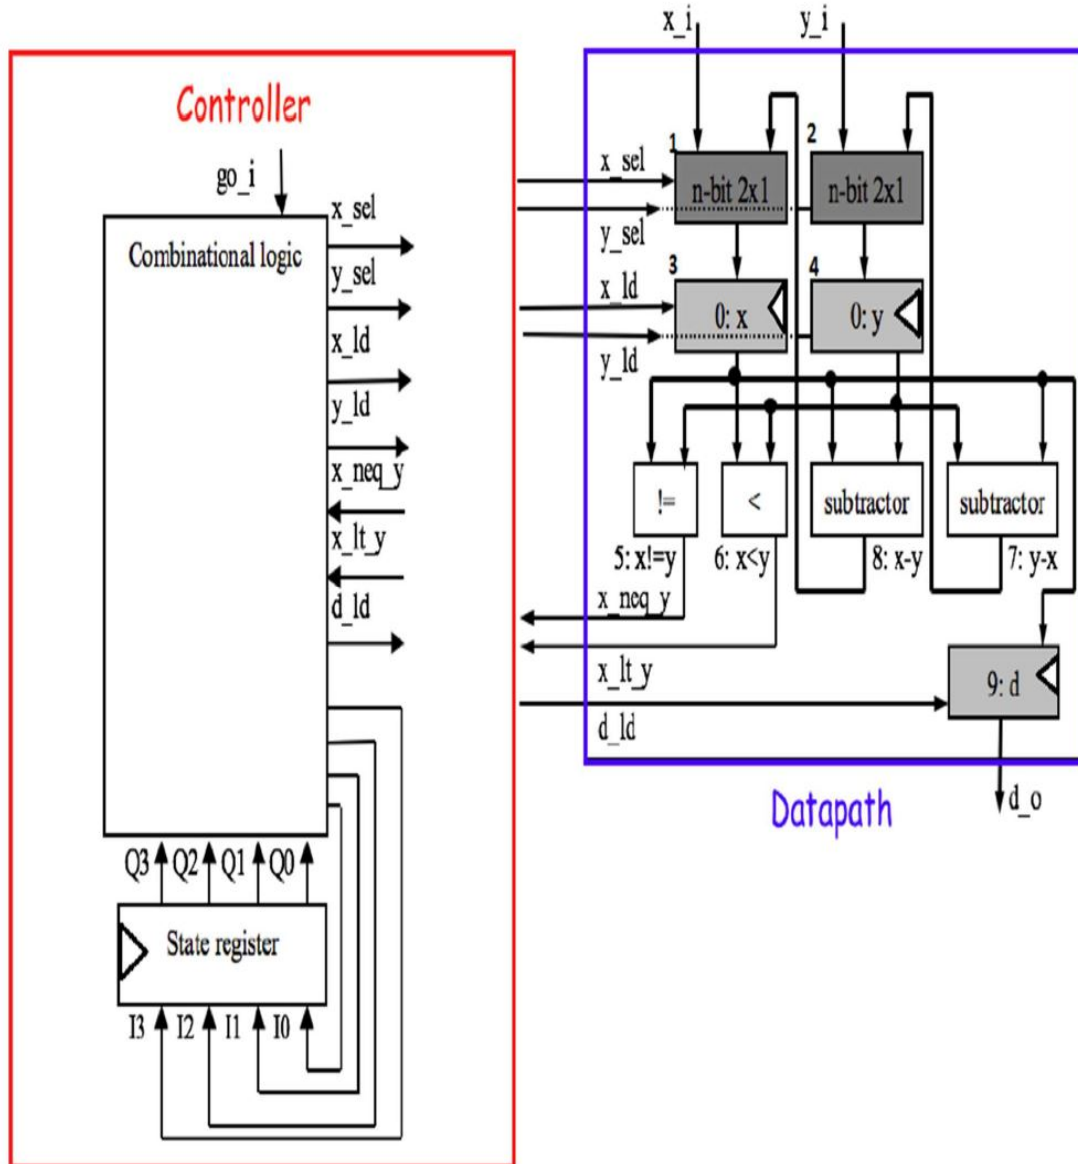 Controller
go_i
Combinational logic
x_sel
y_sel
x_ld
y_ld
x_neq_y
x_lt_y
d_ld
Q3 Q2 Q1 Q0
State register
I3 I2 I1 I0
x_i y_i
1 2
x_sel
n-bit 2x1 n-bit 2x1
y_sel
3 4
x_ld
0: x 0: y
y_ld
!= < subtractor subtractor
5: x!=y 6: x<y 8: x-y 7: y-x
x_neq_y
x_lt_y
9: d
d_ld
d_o
Datapath